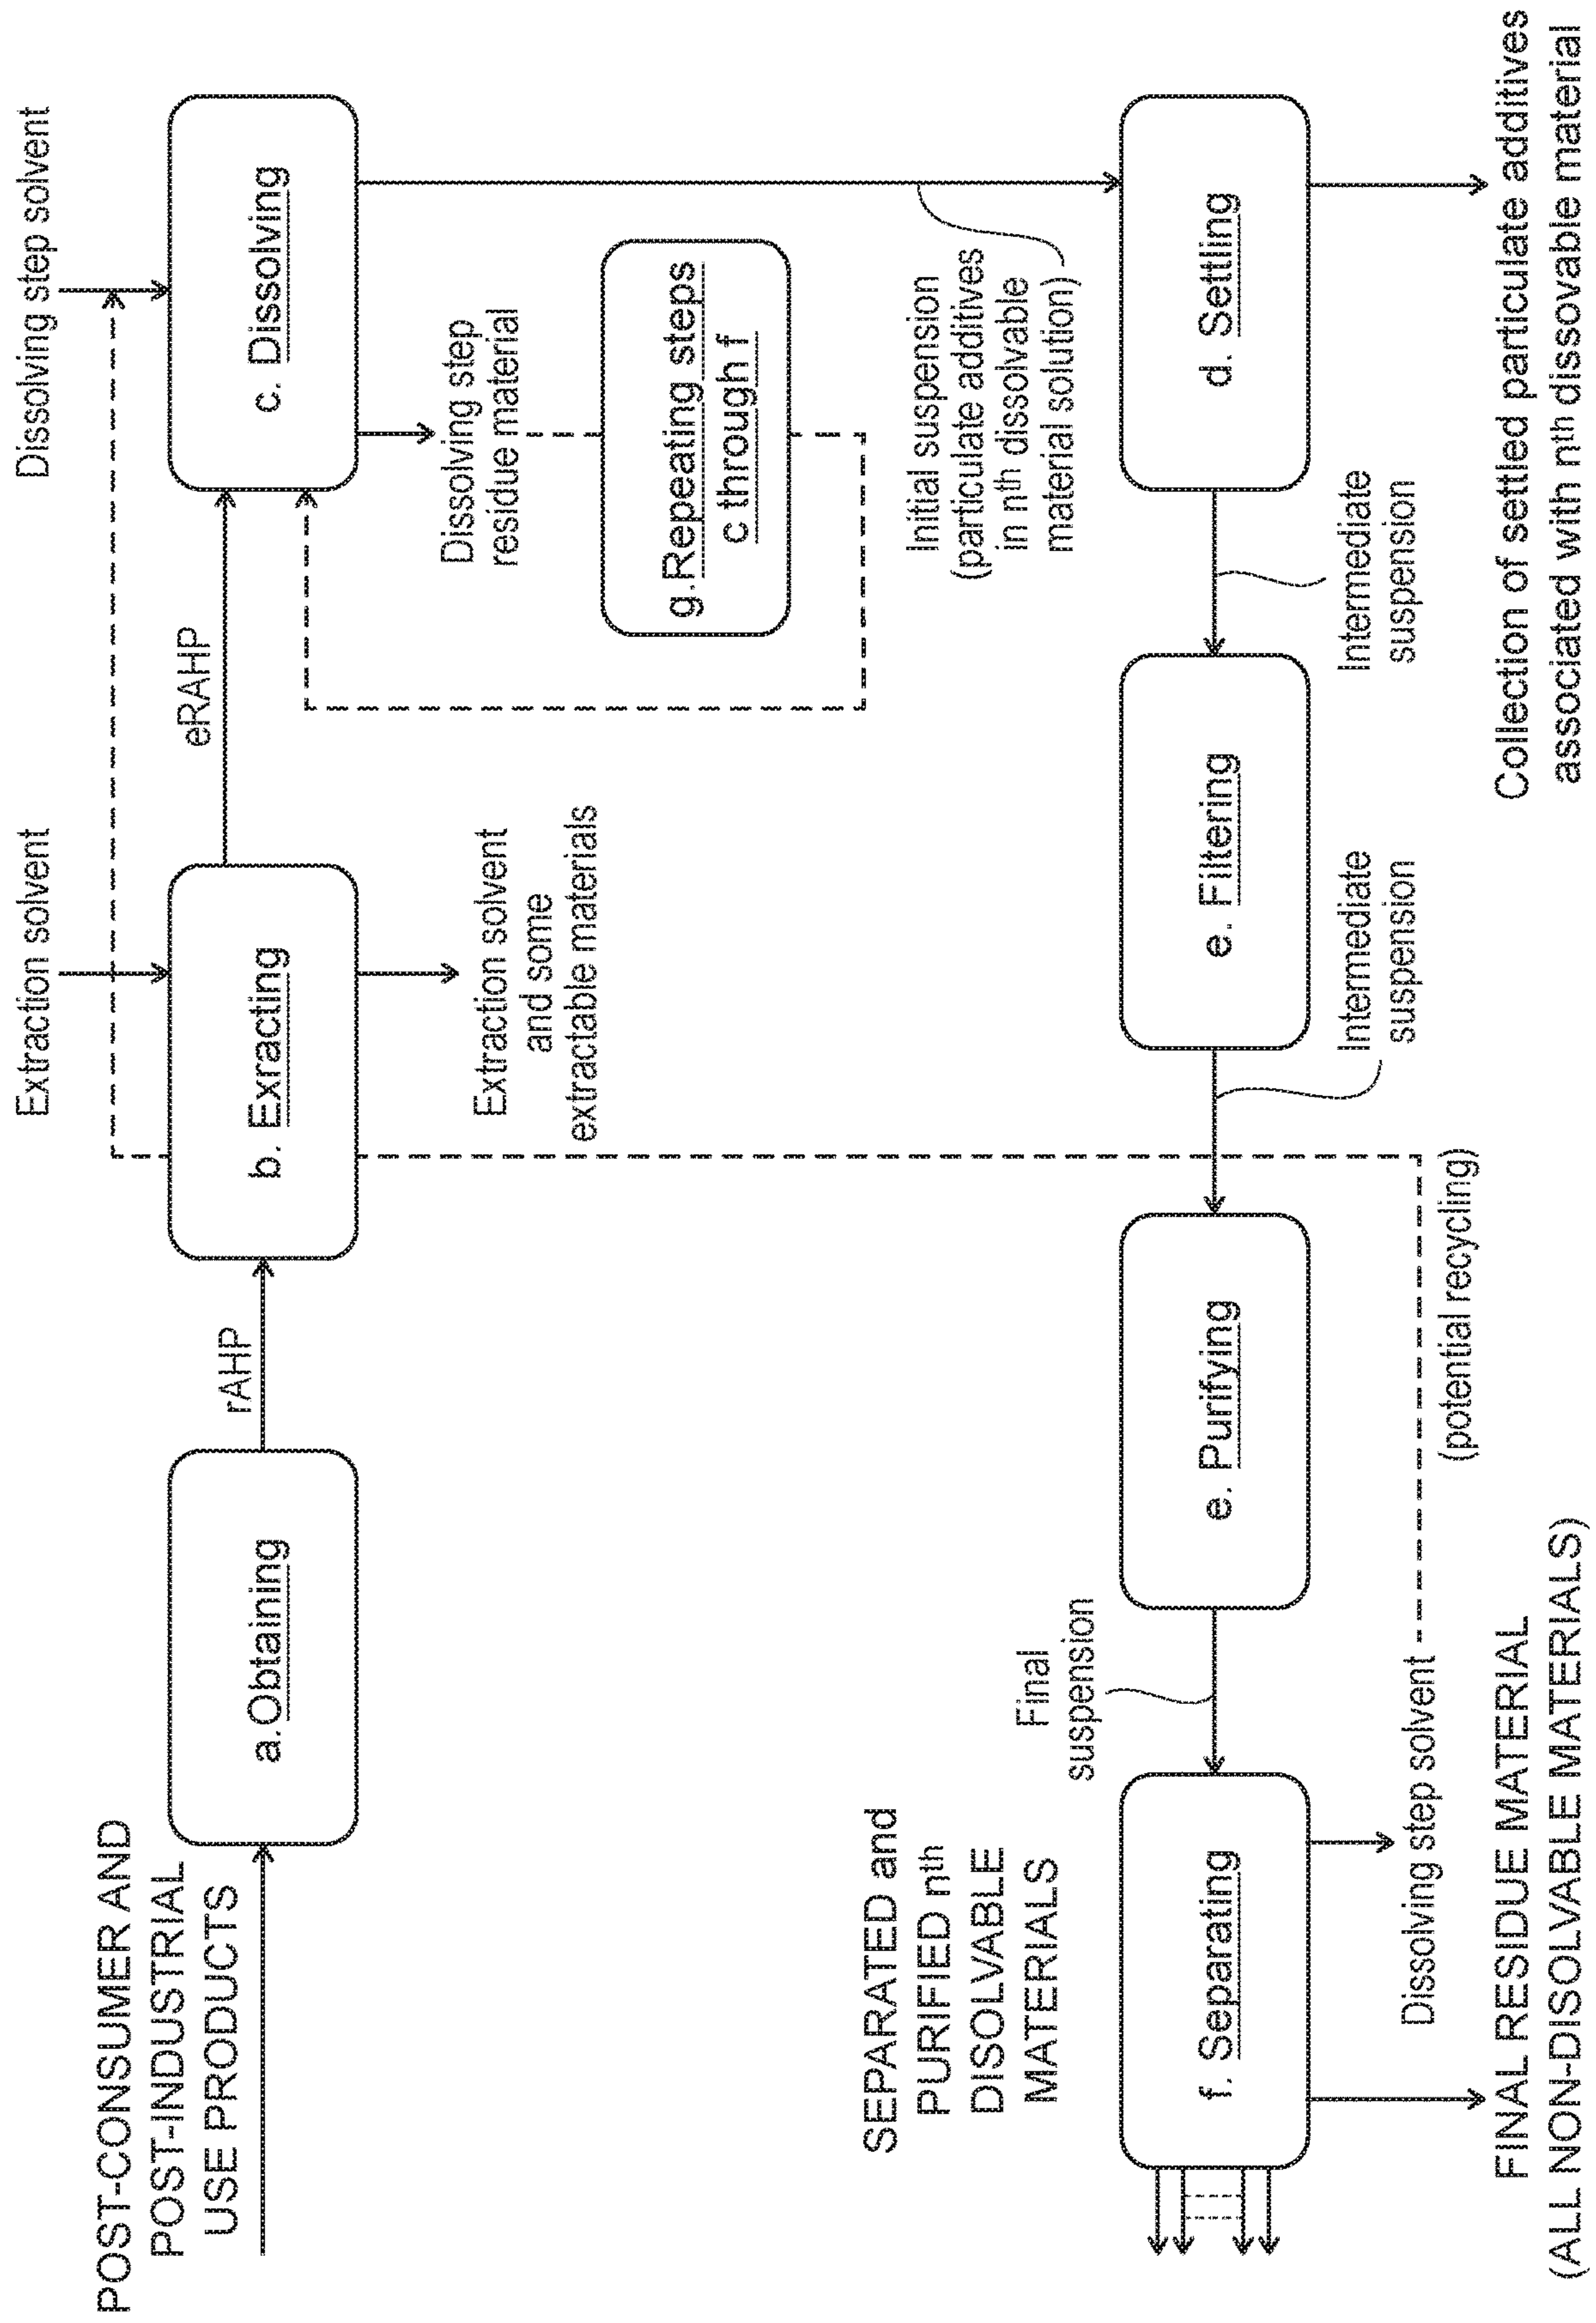 POST-CONSUMER AND
POST-INDUSTRIAL
USE PRODUCTS
a.Obtaining
rAHP
Extraction solvent
b. Exracting
Extraction solvent
and some
extractable materials
eRAHP
Dissolving step solvent
c. Dissolving
Dissolving step
residue material
g.Repeating steps
c through f
Initial suspension
(particulate additives
in nth dissolvable
material solution)
d. Settling
Collection of settled particulate additives
associated with nth dissovable material
Intermediate
suspension
e. Filtering
Intermediate
suspension
e. Purifying
Final
suspension
f. Separating
SEPARATED and
PURIFIED nth
DISOLVABLE
MATERIALS
Dissolving step solvent
(potential recycling)
FINAL RESIDUE MATERIAL
(ALL NON-DISOLVABLE MATERIALS)